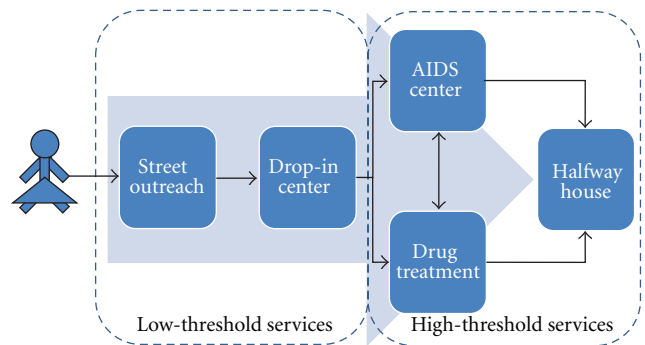 Street
outreach
Drop-in
center
AIDS
center
Drug
treatment
Halfway
house
Low-threshold services
High-threshold services